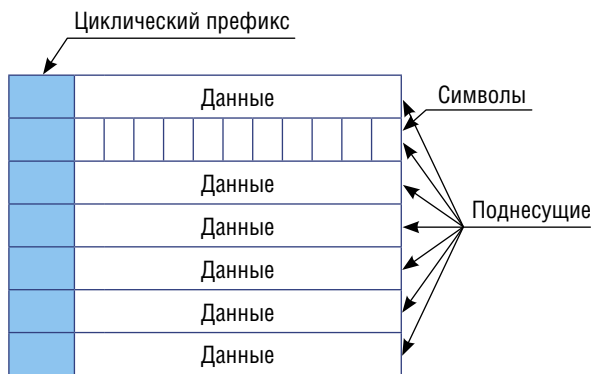 Циклический префикс
Данные
Символы
Данные
Данные
Поднесущие
Данные
Данные
Данные